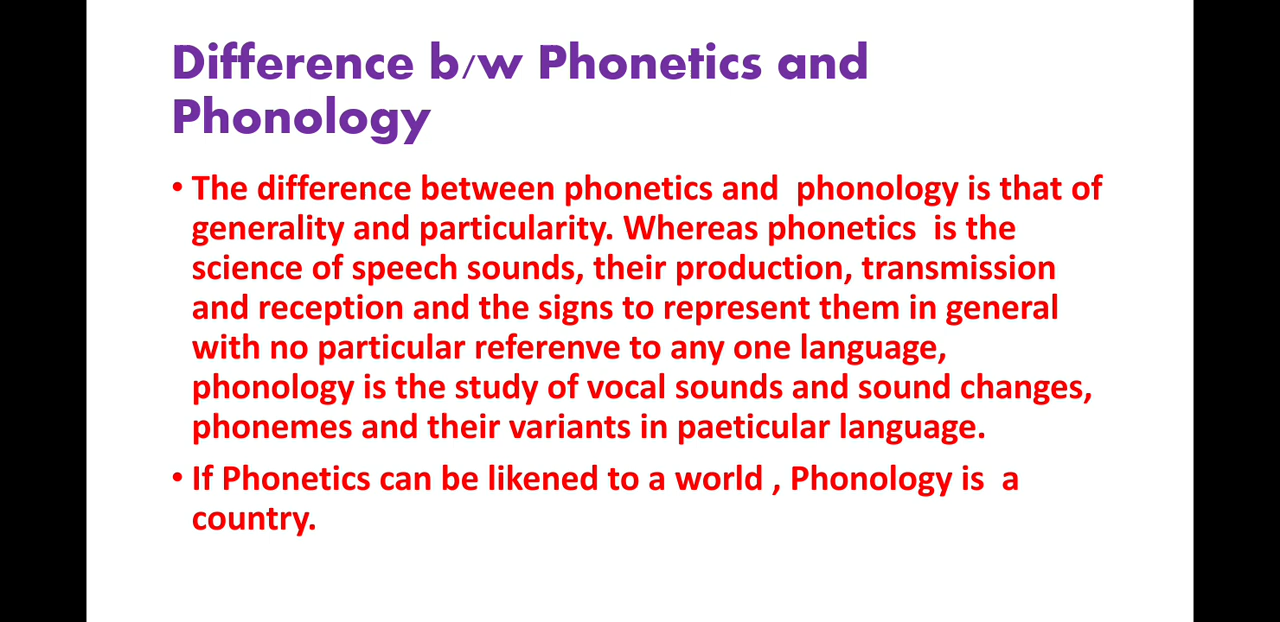 Difference b/w Phonetics and
Phonology
• The difference between phonetics and  phonology is that of
generality and particularity. Whereas phonetics  is the
science of speech sounds, their production, transmission
and reception and the signs to represent them in general
with no particular referenve to any one language,
phonology is the study of vocal sounds and sound changes,
phonemes and their variants in paeticular language.
• If Phonetics can be likened to a world , Phonology is  a
country.